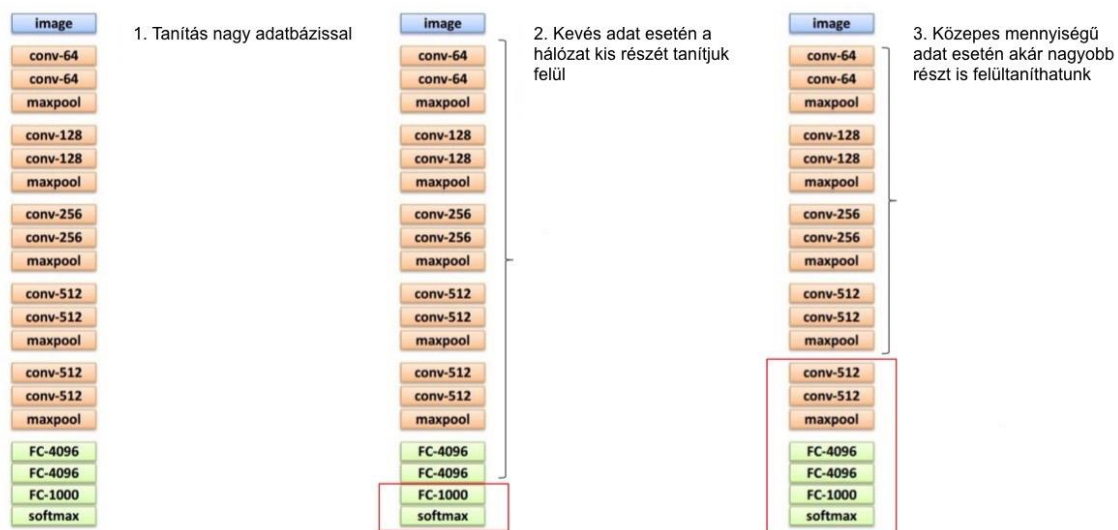 image
conv-64
conv-64
maxpool
conv-128
conv-128
maxpool
conv-256
conv-256
maxpool
conv-512
conv-512
maxpool
conv-512
conv-512
maxpool
FC-4096
FC-4096
FC-1000
softmax
1. Tanítás nagy adatbázissal
image
conv-64
conv-64
maxpool
conv-128
conv-128
maxpool
conv-256
conv-256
maxpool
conv-512
conv-512
maxpool
conv-512
conv-512
maxpool
FC-4096
FC-4096
FC-1000
softmax
2. Kevés adat esetén a
hálózat kis részét tanítjuk
felül
image
conv-64
conv-64
maxpool
conv-128
conv-128
maxpool
conv-256
conv-256
maxpool
conv-512
conv-512
maxpool
conv-512
conv-512
maxpool
FC-4096
FC-4096
FC-1000
softmax
3. Közepes mennyiségű
adat esetén akár nagyobb
részt is felültaníthatunk